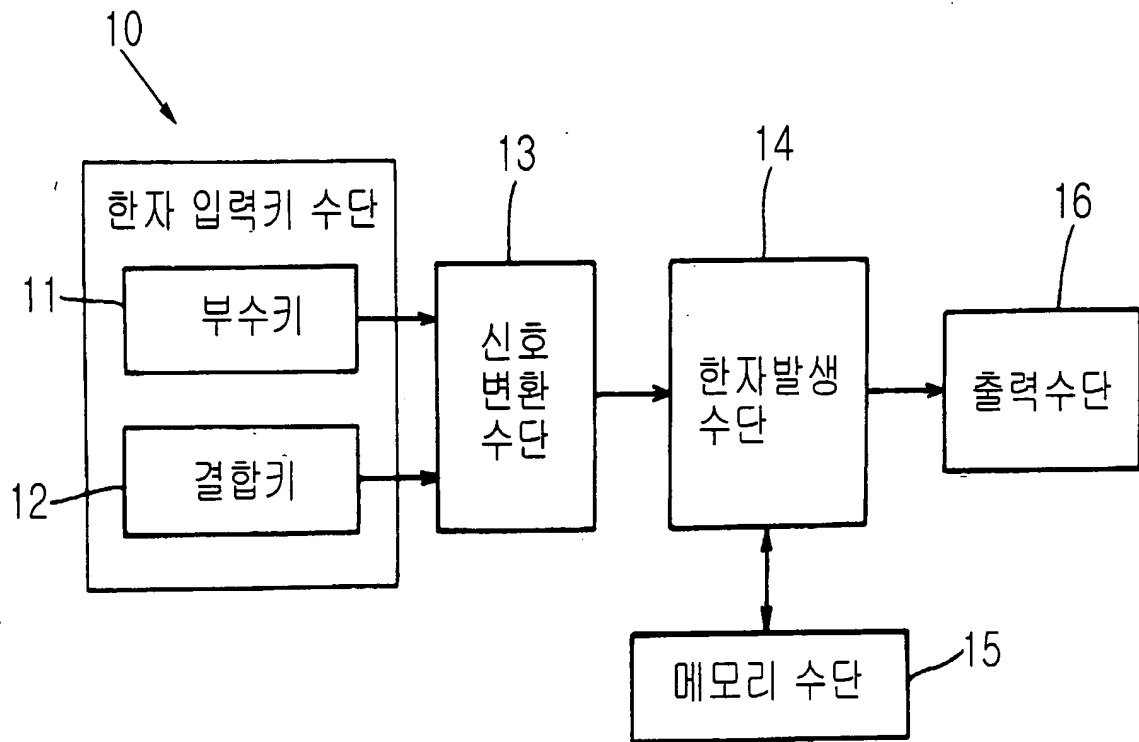 10
한자 입력키 수단
11
부수키
12
결합키
13
신호
변환
수단
14
한자발생
수단
15
메모리 수단
16
출력수단